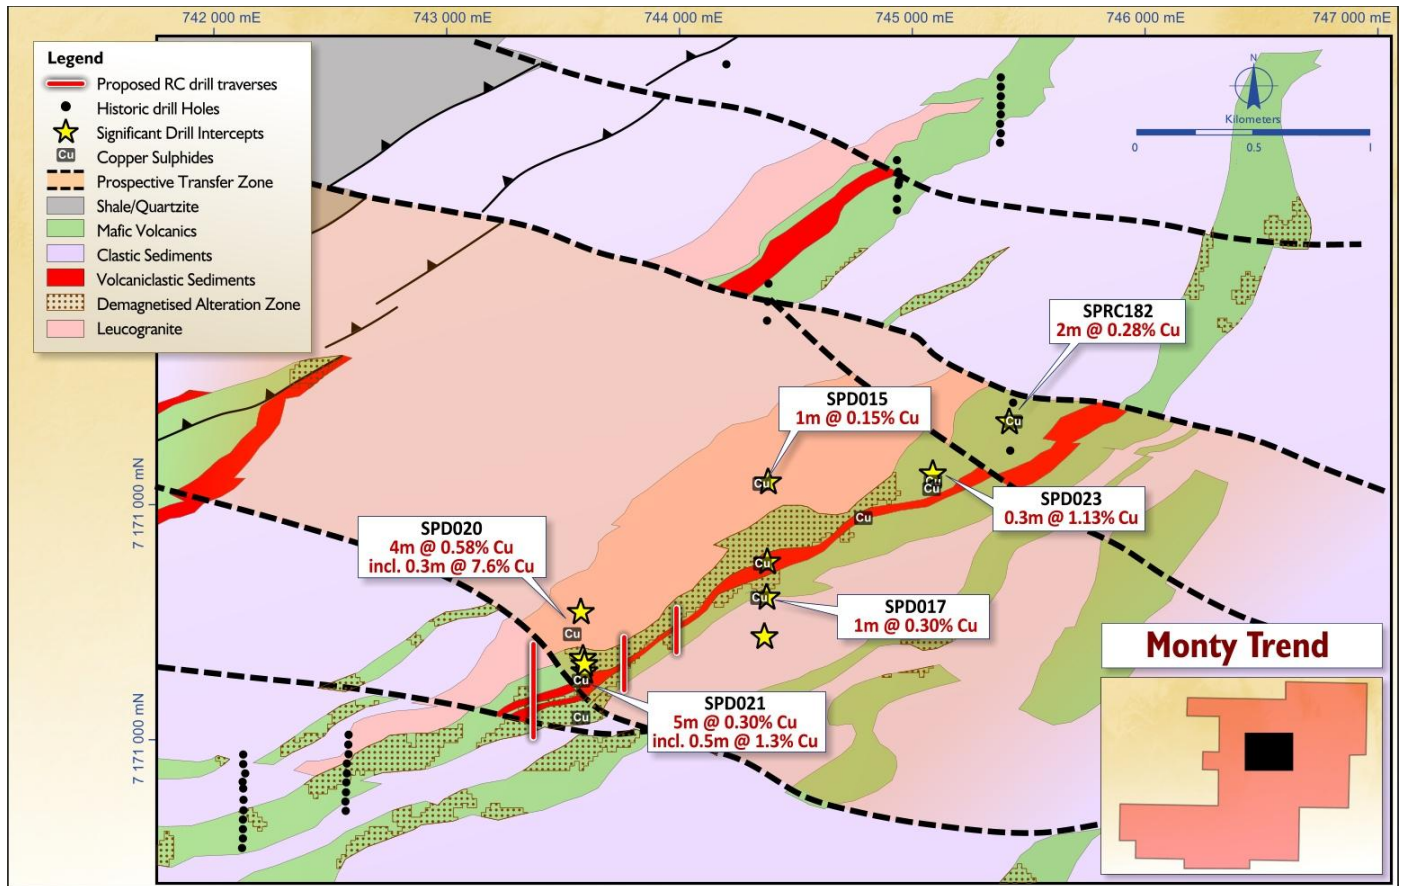 742 000 mE
743 000 mE
744 000 mE
745 000 mE
746 000 mE
747 000 mE
Legend
Proposed RC drill traverses
Historic drill Holes
Significant Drill Intercepts
Cu
Copper Sulphides
Prospective Transfer Zone
Shale/Quartzite
Mafic Volcanics
Clastic Sediments
Volcaniclastic Sediments
Demagnetised Alteration Zone
Leucogranite
N
Kilometers
0
0.5
1
SPRC182
2m @ 0.28% Cu
Cu
SPD015
1m @ 0.15% Cu
Cu
Cu
Cu
SPD023
0.3m @ 1.13% Cu
7 171 000 mN
Cu
SPD020
4m @ 0.58% Cu
incl. 0.3m @ 7.6% Cu
Cu
Cu
SPD017
1m @ 0.30% Cu
Cu
Cu
SPD021
5m @ 0.30% Cu
incl. 0.5m @ 1.3% Cu
Cu
7 171 000 mN
Monty Trend